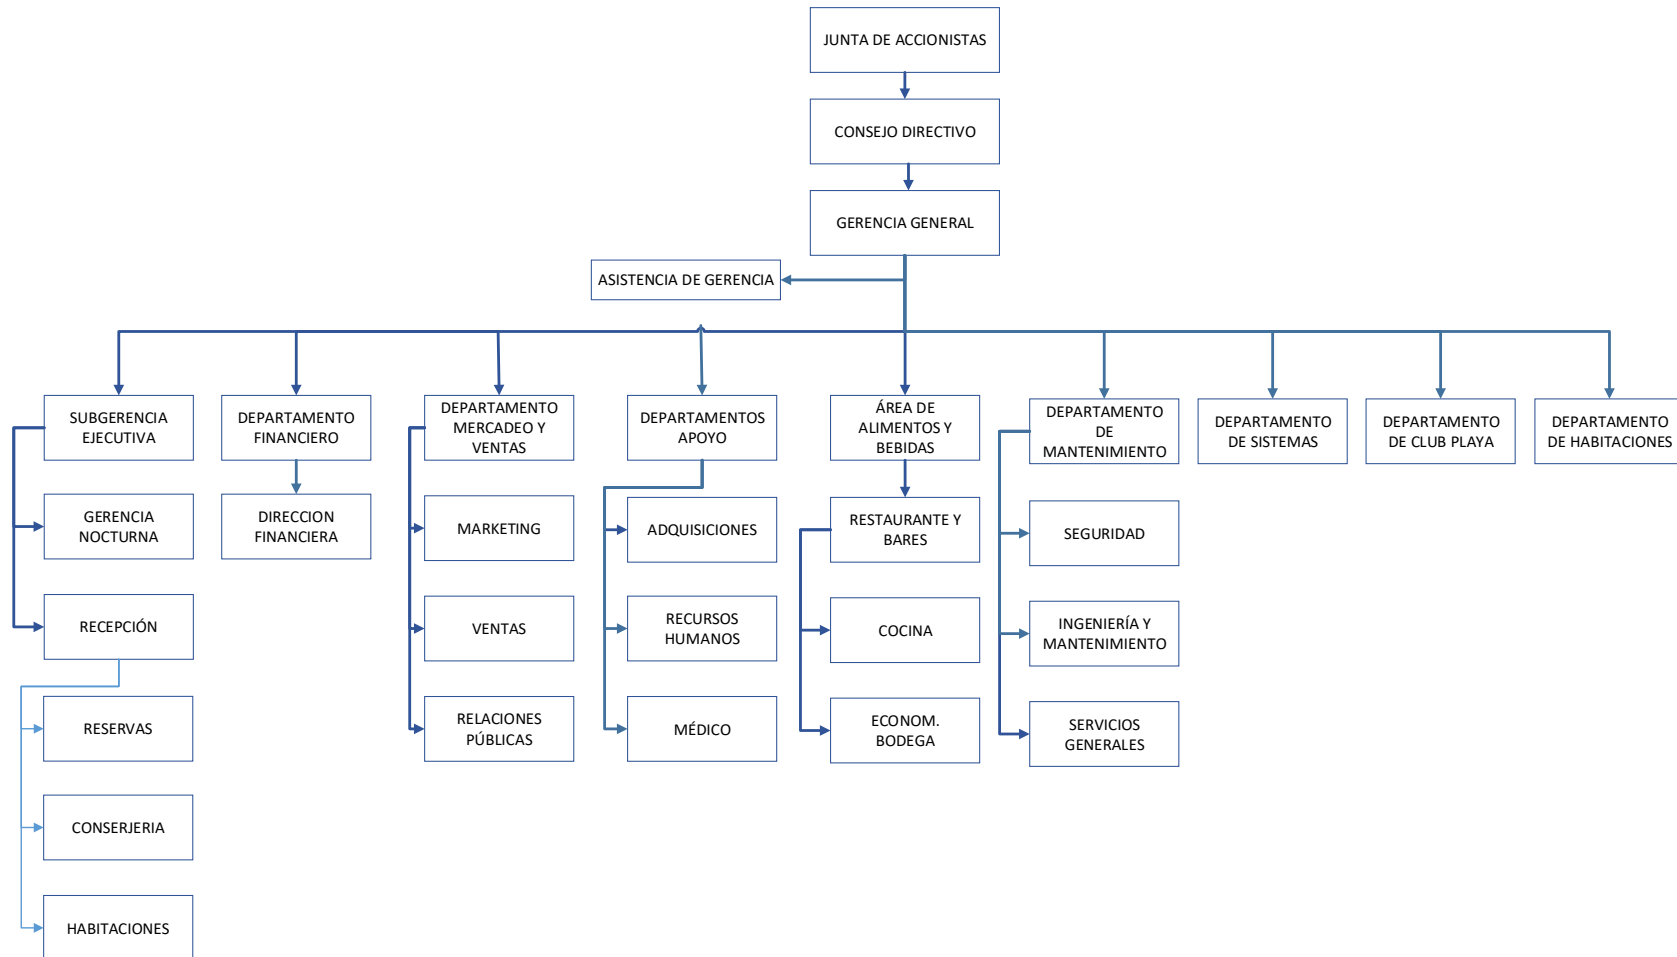 JUNTA DE ACCIONISTAS
CONSEJO DIRECTIVO
GERENCIA GENERAL
ASISTENCIA DE GERENCIA
SUBGERENCIA
EJECUTIVA
DEPARTAMENTO
FINANCIERO
DEPARTAMENTO
MERCADEO Y
VENTAS
DEPARTAMENTOS
APOYO
ÁREA DE
ALIMENTOS Y
BEBIDAS
DEPARTAMENTO
DE
MANTENIMIENTO
DEPARTAMENTO
DE SISTEMAS
DEPARTAMENTO
DE CLUB PLAYA
DEPARTAMENTO
DE HABITACIONES
GERENCIA
NOCTURNA
DIRECCION
FINANCIERA
MARKETING
ADQUISICIONES
RESTAURANTE Y
BARES
SEGURIDAD
RECEPCIÓN
VENTAS
RECURSOS
HUMANOS
COCINA
INGENIERÍA Y
MANTENIMIENTO
RESERVAS
RELACIONES
PÚBLICAS
MÉDICO
ECONOM.
BODEGA
SERVICIOS
GENERALES
CONSERJERIA
HABITACIONES